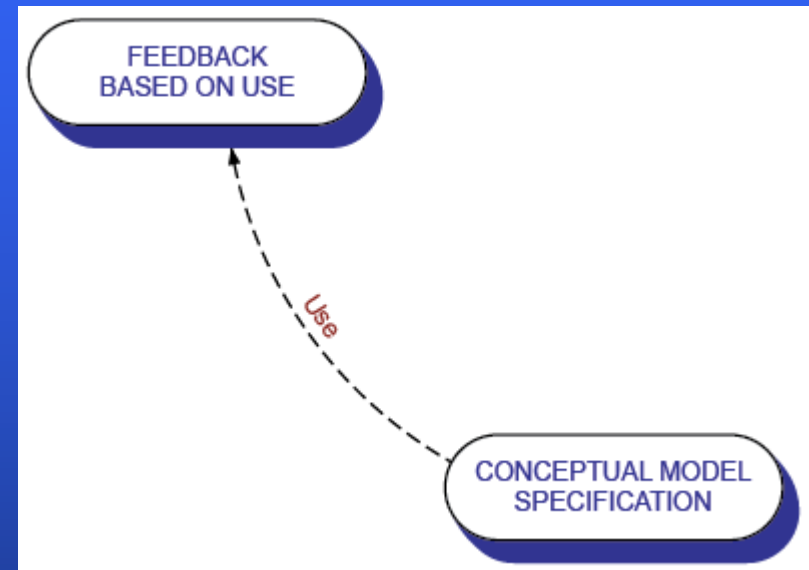 FEEDBACK
BASED ON USE
Use
CONCEPTUAL MODEL
SPECIFICATION